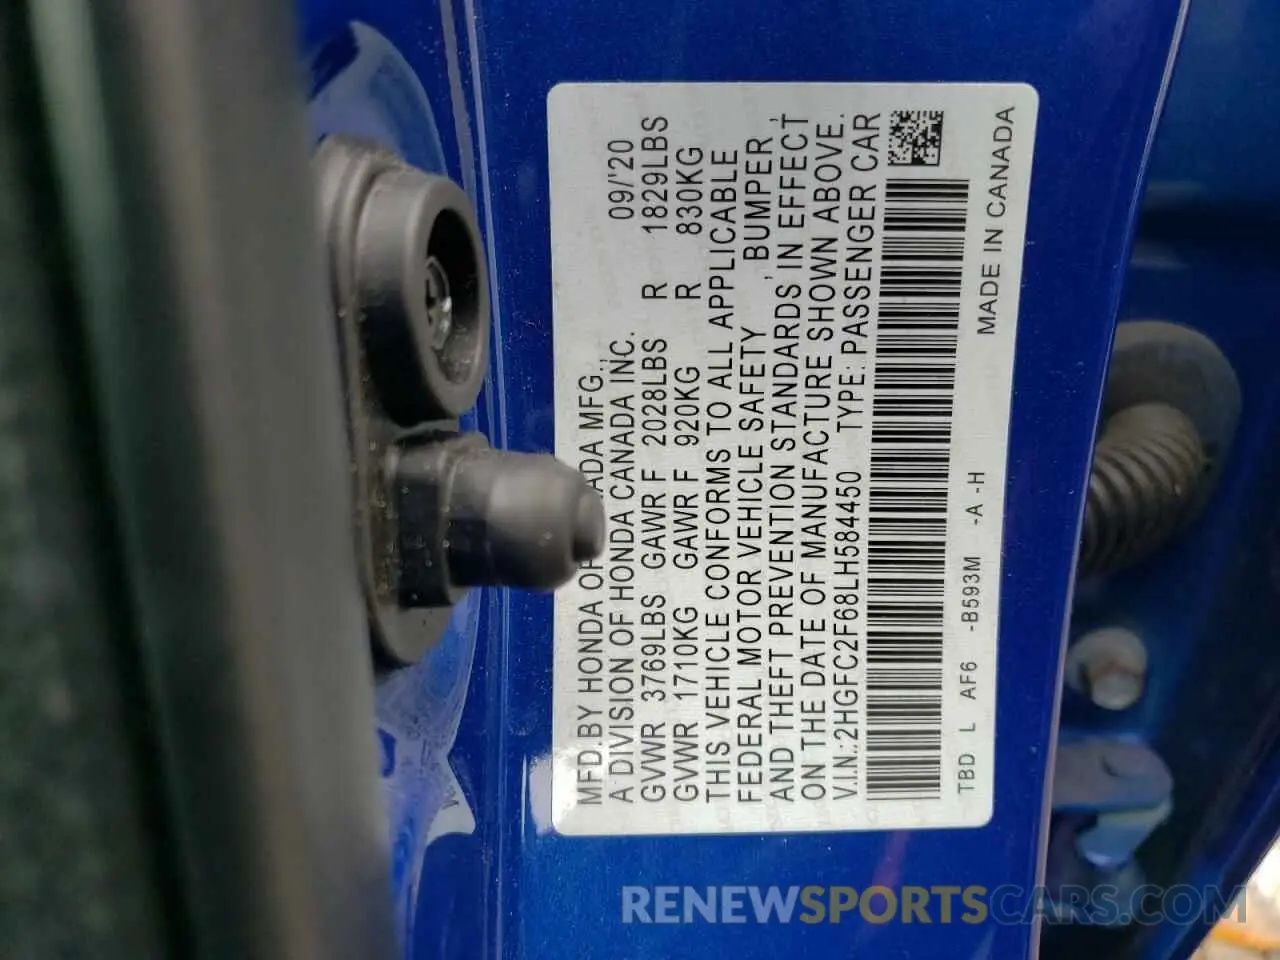 MFD.BY HONDA OF CANADA MFG.,
A DIVISION OF HONDA CANADA INC. 09/'20
GVWR 3769LBS GAWR F 2028LBS R 1829LBS
GVWR 1710KG GAWR F 920KG R 830KG
THIS VEHICLE CONFORMS TO ALL APPLICABLE
FEDERAL MOTOR VEHICLE SAFETY , BUMPER ,
AND THEFT PREVENTION STANDARDS IN EFFECT
ON THE DATE OF MANUFACTURE SHOWN ABOVE.
V.I.N.:2HGFC2F68LH584450 TYPE: PASSENGER CAR
TBD L AF6 -B593M -A -H MADE IN CANADA
RENEWSPORTSCARS.COM